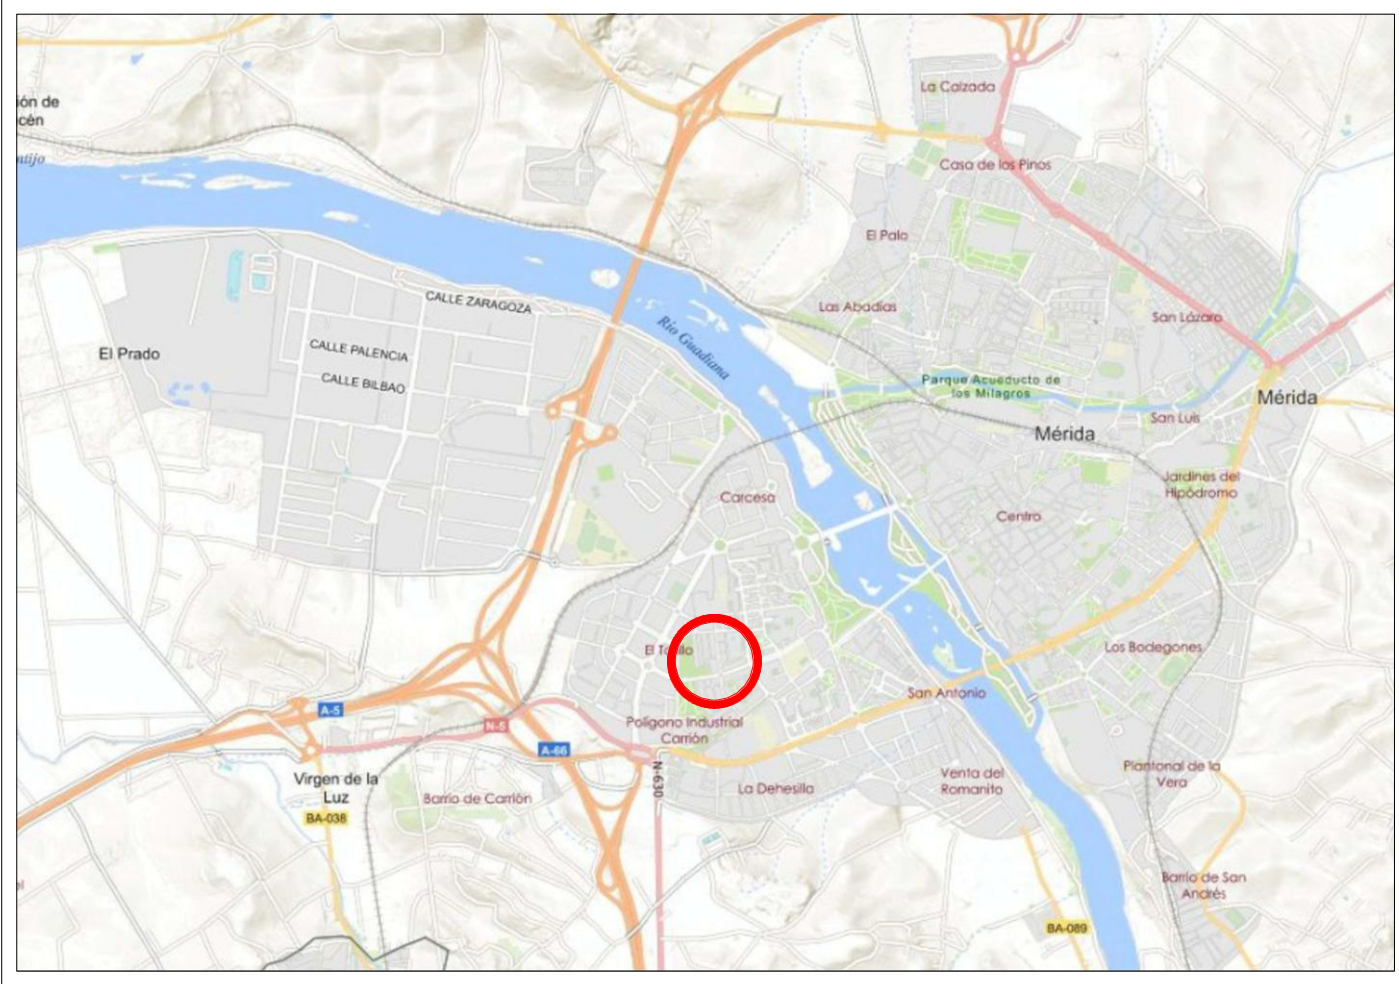 La Calzada
ión de
cén
Casa de los Pinos
El Palo
CALLE ZARAGOZA
Las Abadias
Río Guadiana
San Lázaro
El Prado
CALLE PALENCIA
CALLE BILBAO
Parque Acueducto de
los Milagros
Mérida
San Luis
Mérida
Jardines del
Hipódromo
Carcesa
Centro
Los Bodegones
San Antonio
A-5
N-5
Polígono Industrial
Carrión
A-66
N-630
Virgen de la
Luz
Barrio de Carrión
La Dehesilla
Venta del
Romanito
Plantonal de la
Vera
BA-038
Barrio de San
Andrés
BA-089